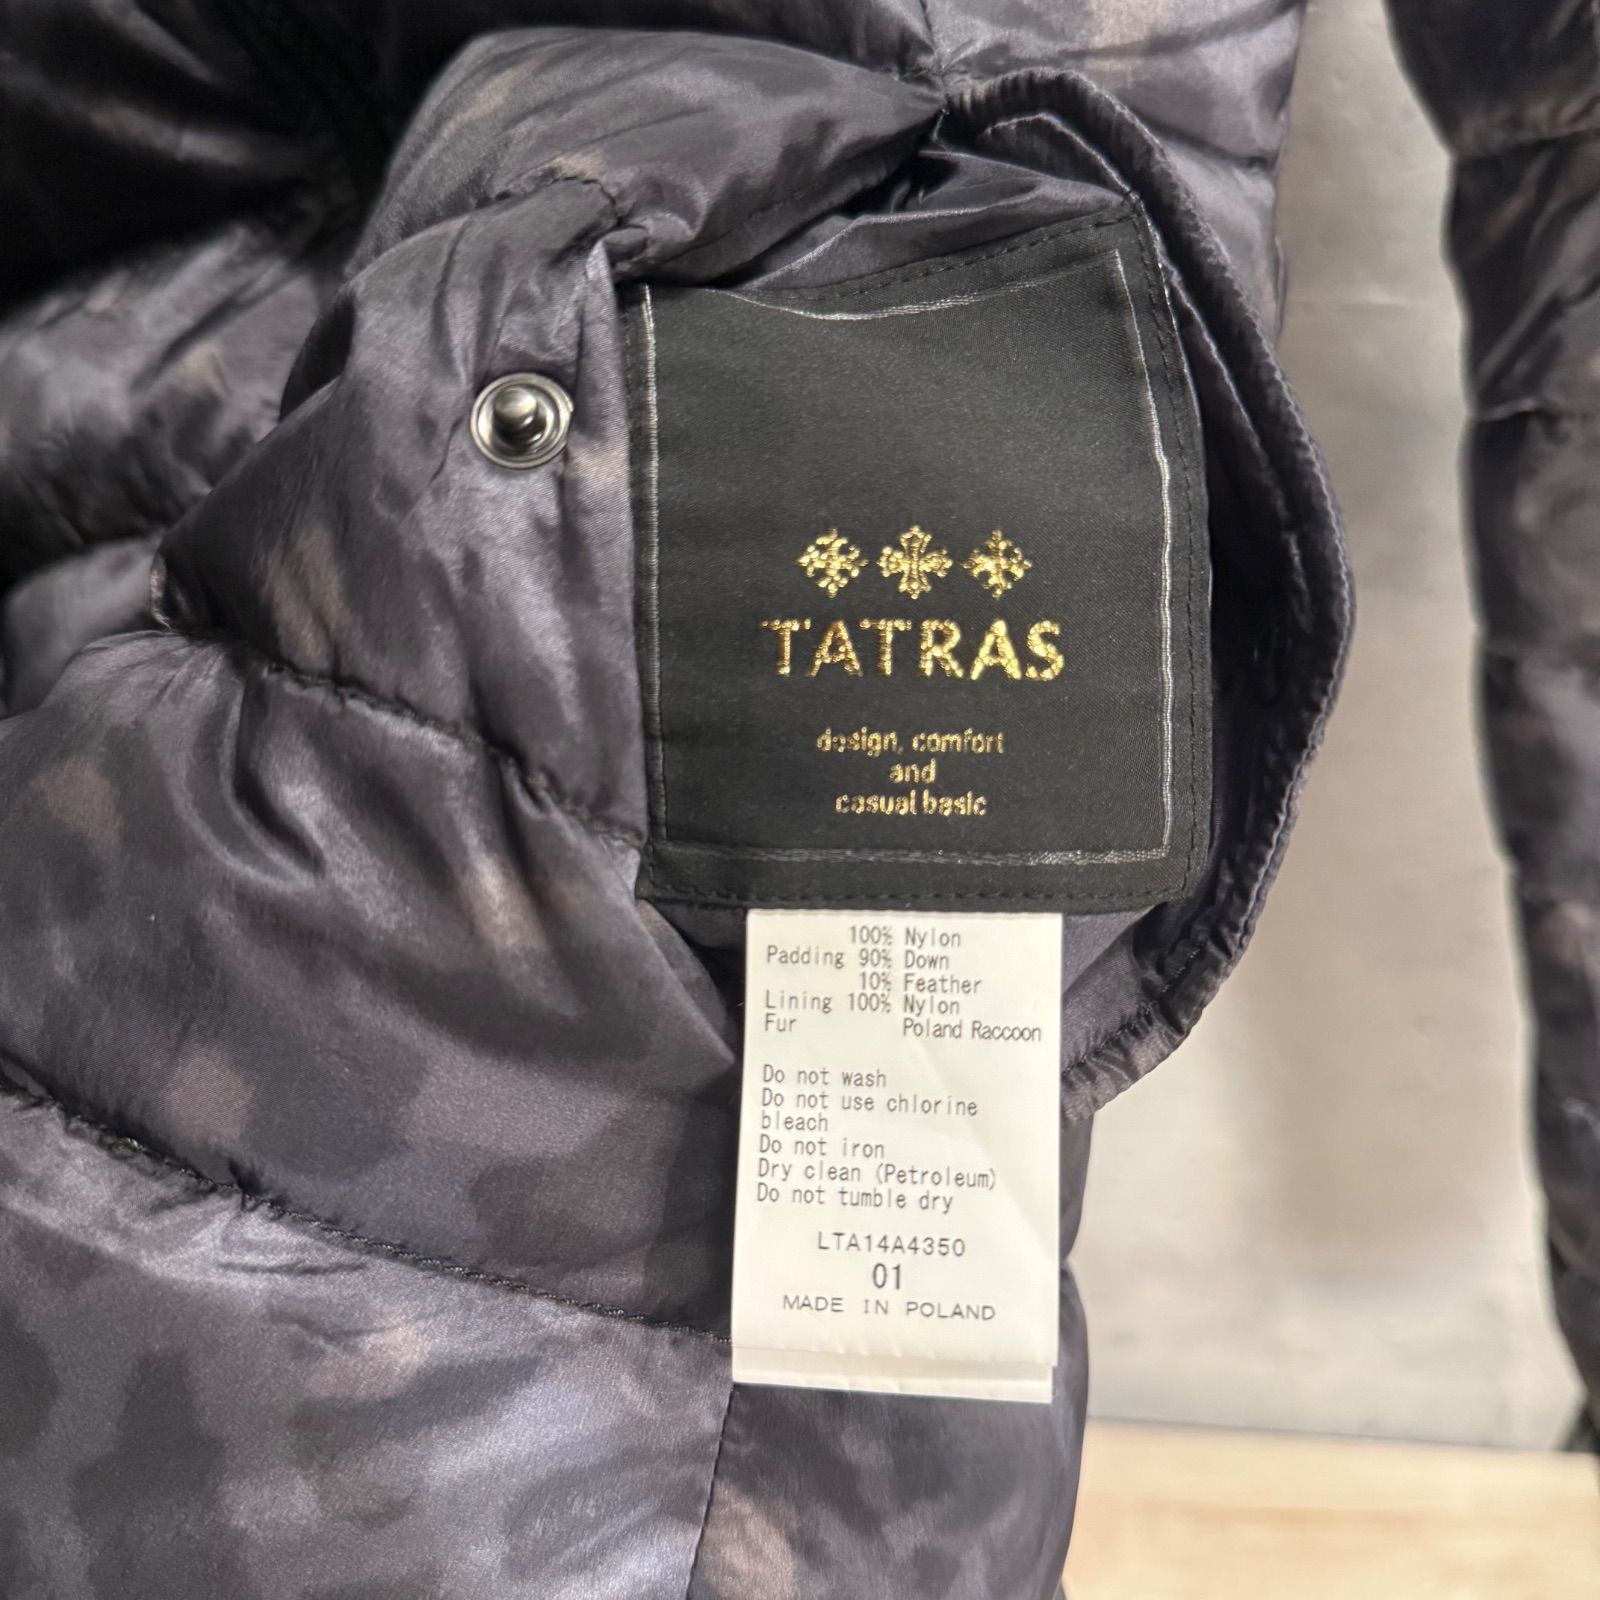 TATRAS
design, comfort
and
casual basic
100% Nylon
Padding 90% Down
10% Feather
Lining 100% Nylon
Fur Poland Raccoon
Do not wash
Do not use chlorine
bleach
Do not iron
Dry clean (Petroleum)
Do not tumble dry
LTA14A4350
01
MADE IN POLAND